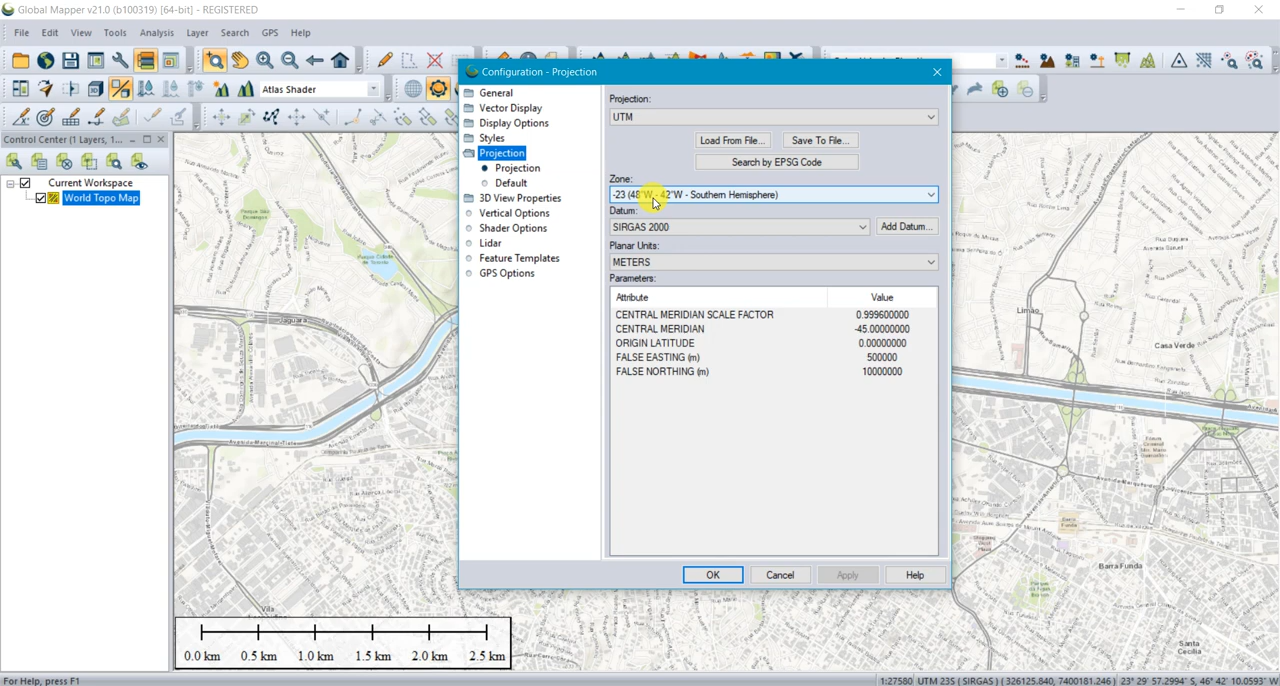 Global Mapper v21.0 (b100319) [64-bit] - REGISTERED
File Edit View Tools Analysis Layer Search GPS Help
Atlas Shader
Control Center (1 Layers, 1...
Current Workspace
World Topo Map
Configuration - Projection
General
Vector Display
Display Options
Styles
Projection
Projection
Default
3D View Properties
Vertical Options
Shader Options
Lidar
Feature Templates
GPS Options
Projection:
UTM
Load From File... Save To File...
Search by EPSG Code
Zone:
-23 (48°W - 42°W - Southern Hemisphere)
Datum:
SIRGAS 2000 Add Datum...
Planar Units:
METERS
Parameters:
Attribute Value
CENTRAL MERIDIAN SCALE FACTOR 0.999600000
CENTRAL MERIDIAN -45.00000000
ORIGIN LATITUDE 0.00000000
FALSE EASTING (m) 500000
FALSE NORTHING (m) 10000000
OK Cancel Apply Help
Jaguara
Limão
Casa Verde
Barra Funda
Santa
Cecilia
Vila
0.0 km 0.5 km 1.0 km 1.5 km 2.0 km 2.5 km
For Help, press F1
1:27580 UTM 23S ( SIRGAS ) ( 326125.840, 7400181.246 ) 23° 29' 57.2994" S, 46° 42' 10.0593" W